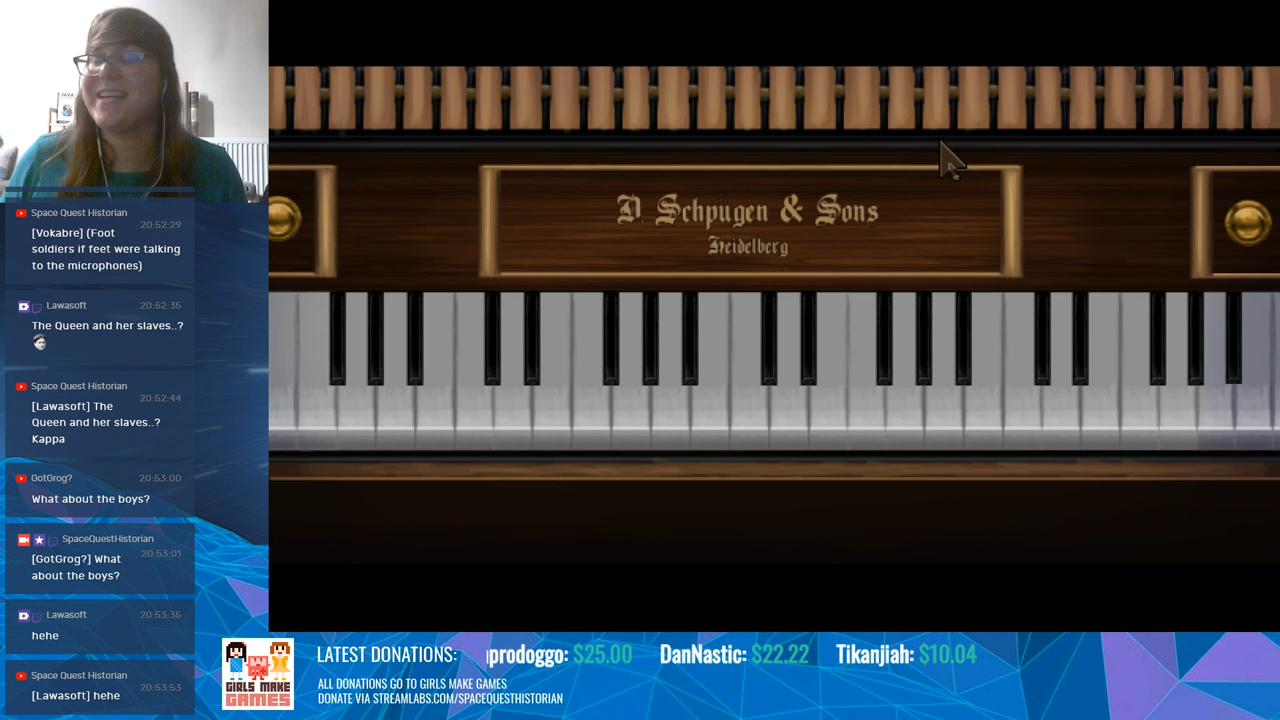 JAVA
Space Quest Historian
20:52:29
[Vokabre] (Foot
soldiers if feet were talking
to the microphones)
Lawasoft
20:52:35
The Queen and her slaves..?
Space Quest Historian
20:52:44
[Lawasoft] The
Queen and her slaves..?
Kappa
GotGrog?
20:53:00
What about the boys?
SpaceQuestHistorian
20:53:01
[GotGrog?] What
about the boys?
Lawasoft
20:53:35
hehe
Space Quest Historian
20:53:53
[Lawasoft] hehe
D. Schpugen & Sons
Heidelberg
GIRLS MAKE
GAMES
LATEST DONATIONS:
prodoggo: $25.00 DanNastic: $22.22 Tikanjiah: $10.04
ALL DONATIONS GO TO GIRLS MAKE GAMES
DONATE VIA STREAMLABS.COM/SPACEQUESTHISTORIAN